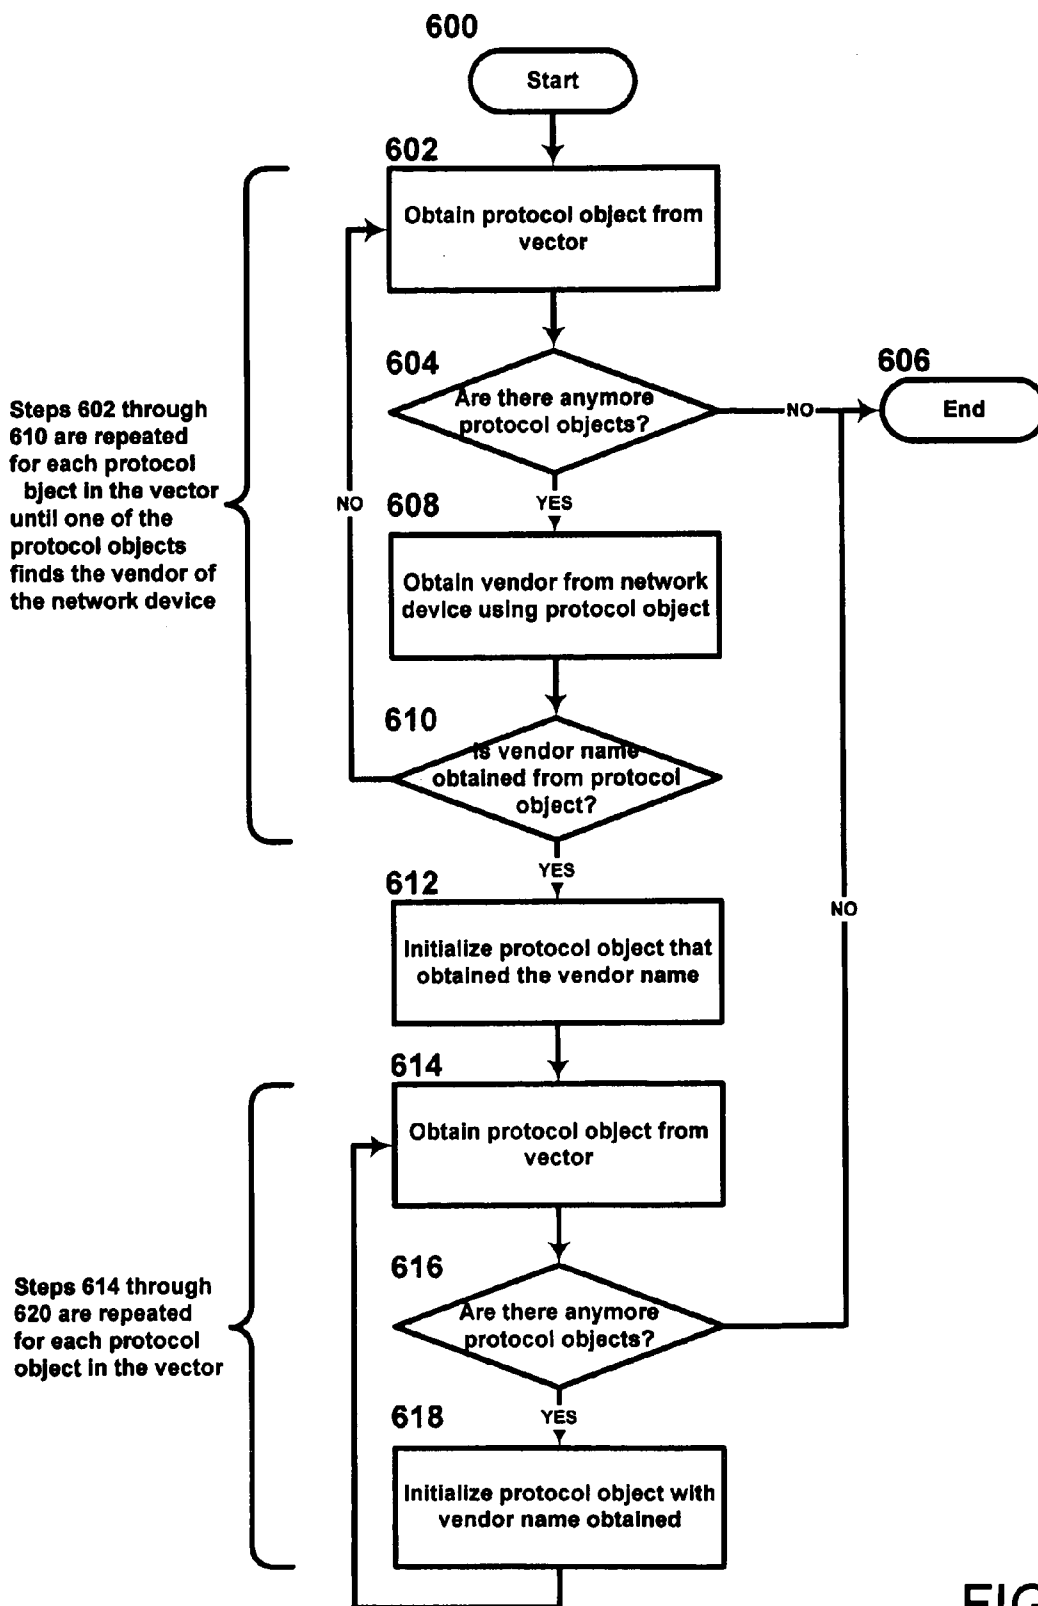 600
Start
602
Obtain protocol object from
vector
604
Are there anymore
protocol objects?
NO
606
End
Steps 602 through
610 are repeated
for each protocol
bject in the vector
until one of the
protocol objects
finds the vendor of
the network device
NO
YES
608
Obtain vendor from network
device using protocol object
610
Is vendor name
obtained from protocol
object?
YES
612
NO
Initialize protocol object that
obtained the vendor name
614
Obtain protocol object from
vector
616
Are there anymore
protocol objects?
Steps 614 through
620 are repeated
for each protocol
object in the vector
YES
618
Initialize protocol object with
vendor name obtained
FIG